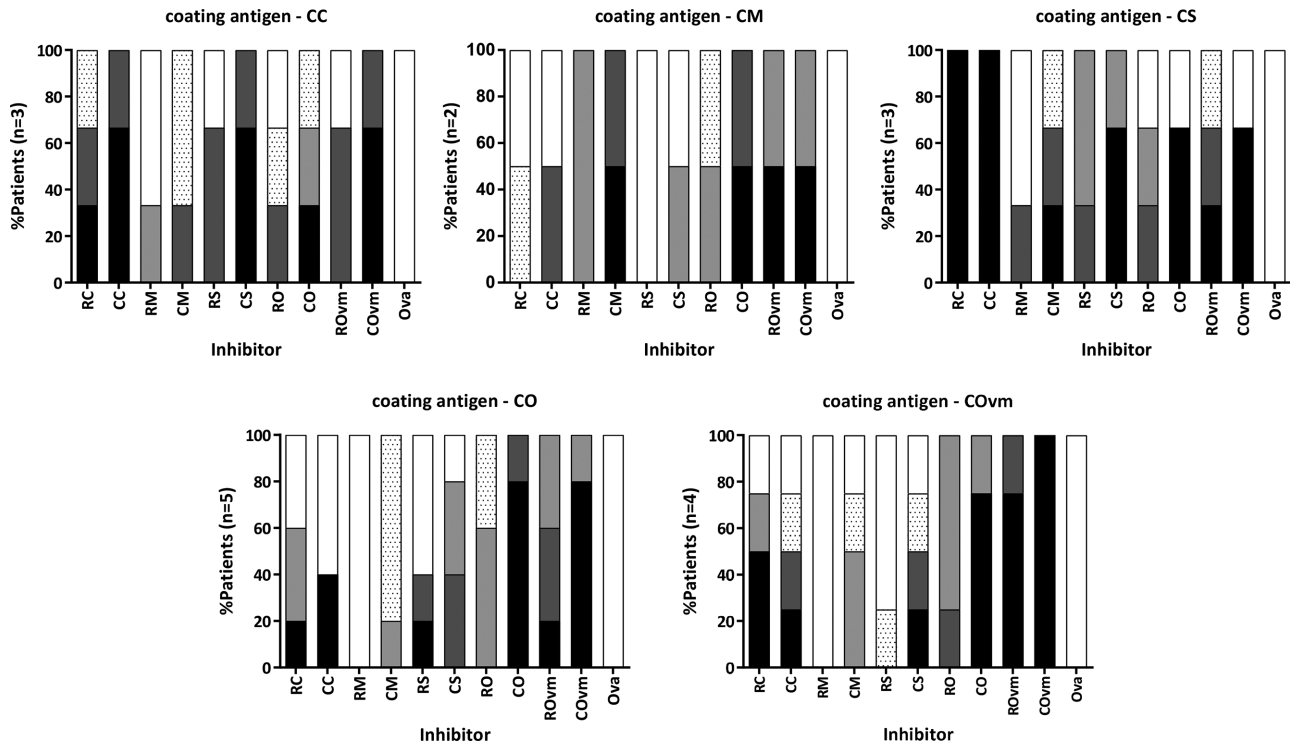 coating antigen - CC
%Patients (n=3)
100
80
60
40
20
0
RC CC RM CM RS CS RO CO ROvm COvm Ova
Inhibitor
coating antigen - CM
%Patients (n=2)
100
80
60
40
20
0
RC CC RM CM RS CS RO CO ROvm COvm Ova
Inhibitor
coating antigen - CS
%Patients (n=3)
100
80
60
40
20
0
RC CC RM CM RS CS RO CO ROvm COvm Ova
Inhibitor
coating antigen - CO
%Patients (n=5)
100
80
60
40
20
0
RC CC RM CM RS CS RO CO ROvm COvm Ova
Inhibitor
coating antigen - COvm
%Patients (n=4)
100
80
60
40
20
0
RC CC RM CM RS CS RO CO ROvm COvm Ova
Inhibitor